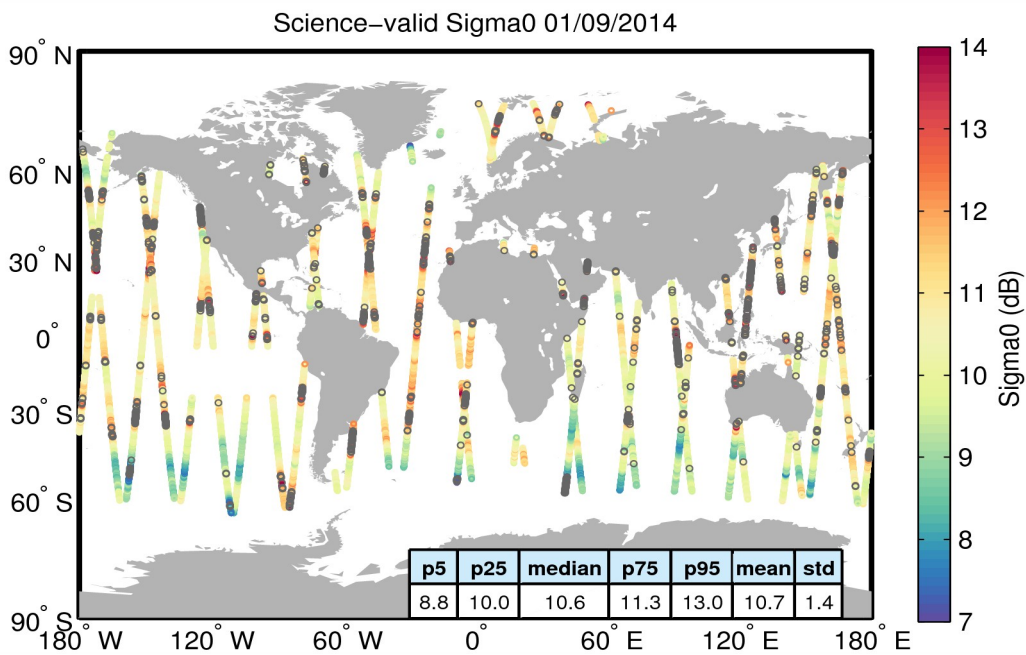 Science−valid Sigma0 01/09/2014
90° N
60° N
30° N
0°
30° S
60° S
90° S
180° W 120° W 60° W 0° 60° E 120° E 180° E
p5 p25 median p75 p95 mean std
8.8 10.0 10.6 11.3 13.0 10.7 1.4
14
13
12
11
10
9
8
7
Sigma0 (dB)